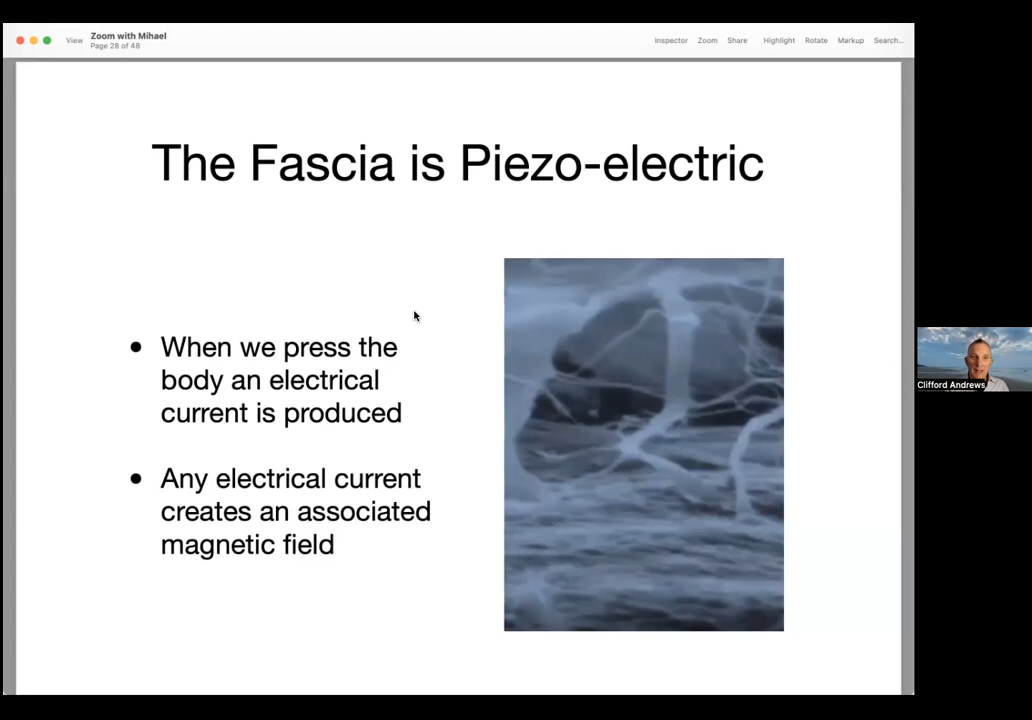 View
Zoom with Mihael
Page 28 of 48
Inspector Zoom Share Highlight Rotate Markup Search...
The Fascia is Piezo-electric
• When we press the
body an electrical
current is produced
• Any electrical current
creates an associated
magnetic field
Clifford Andrews